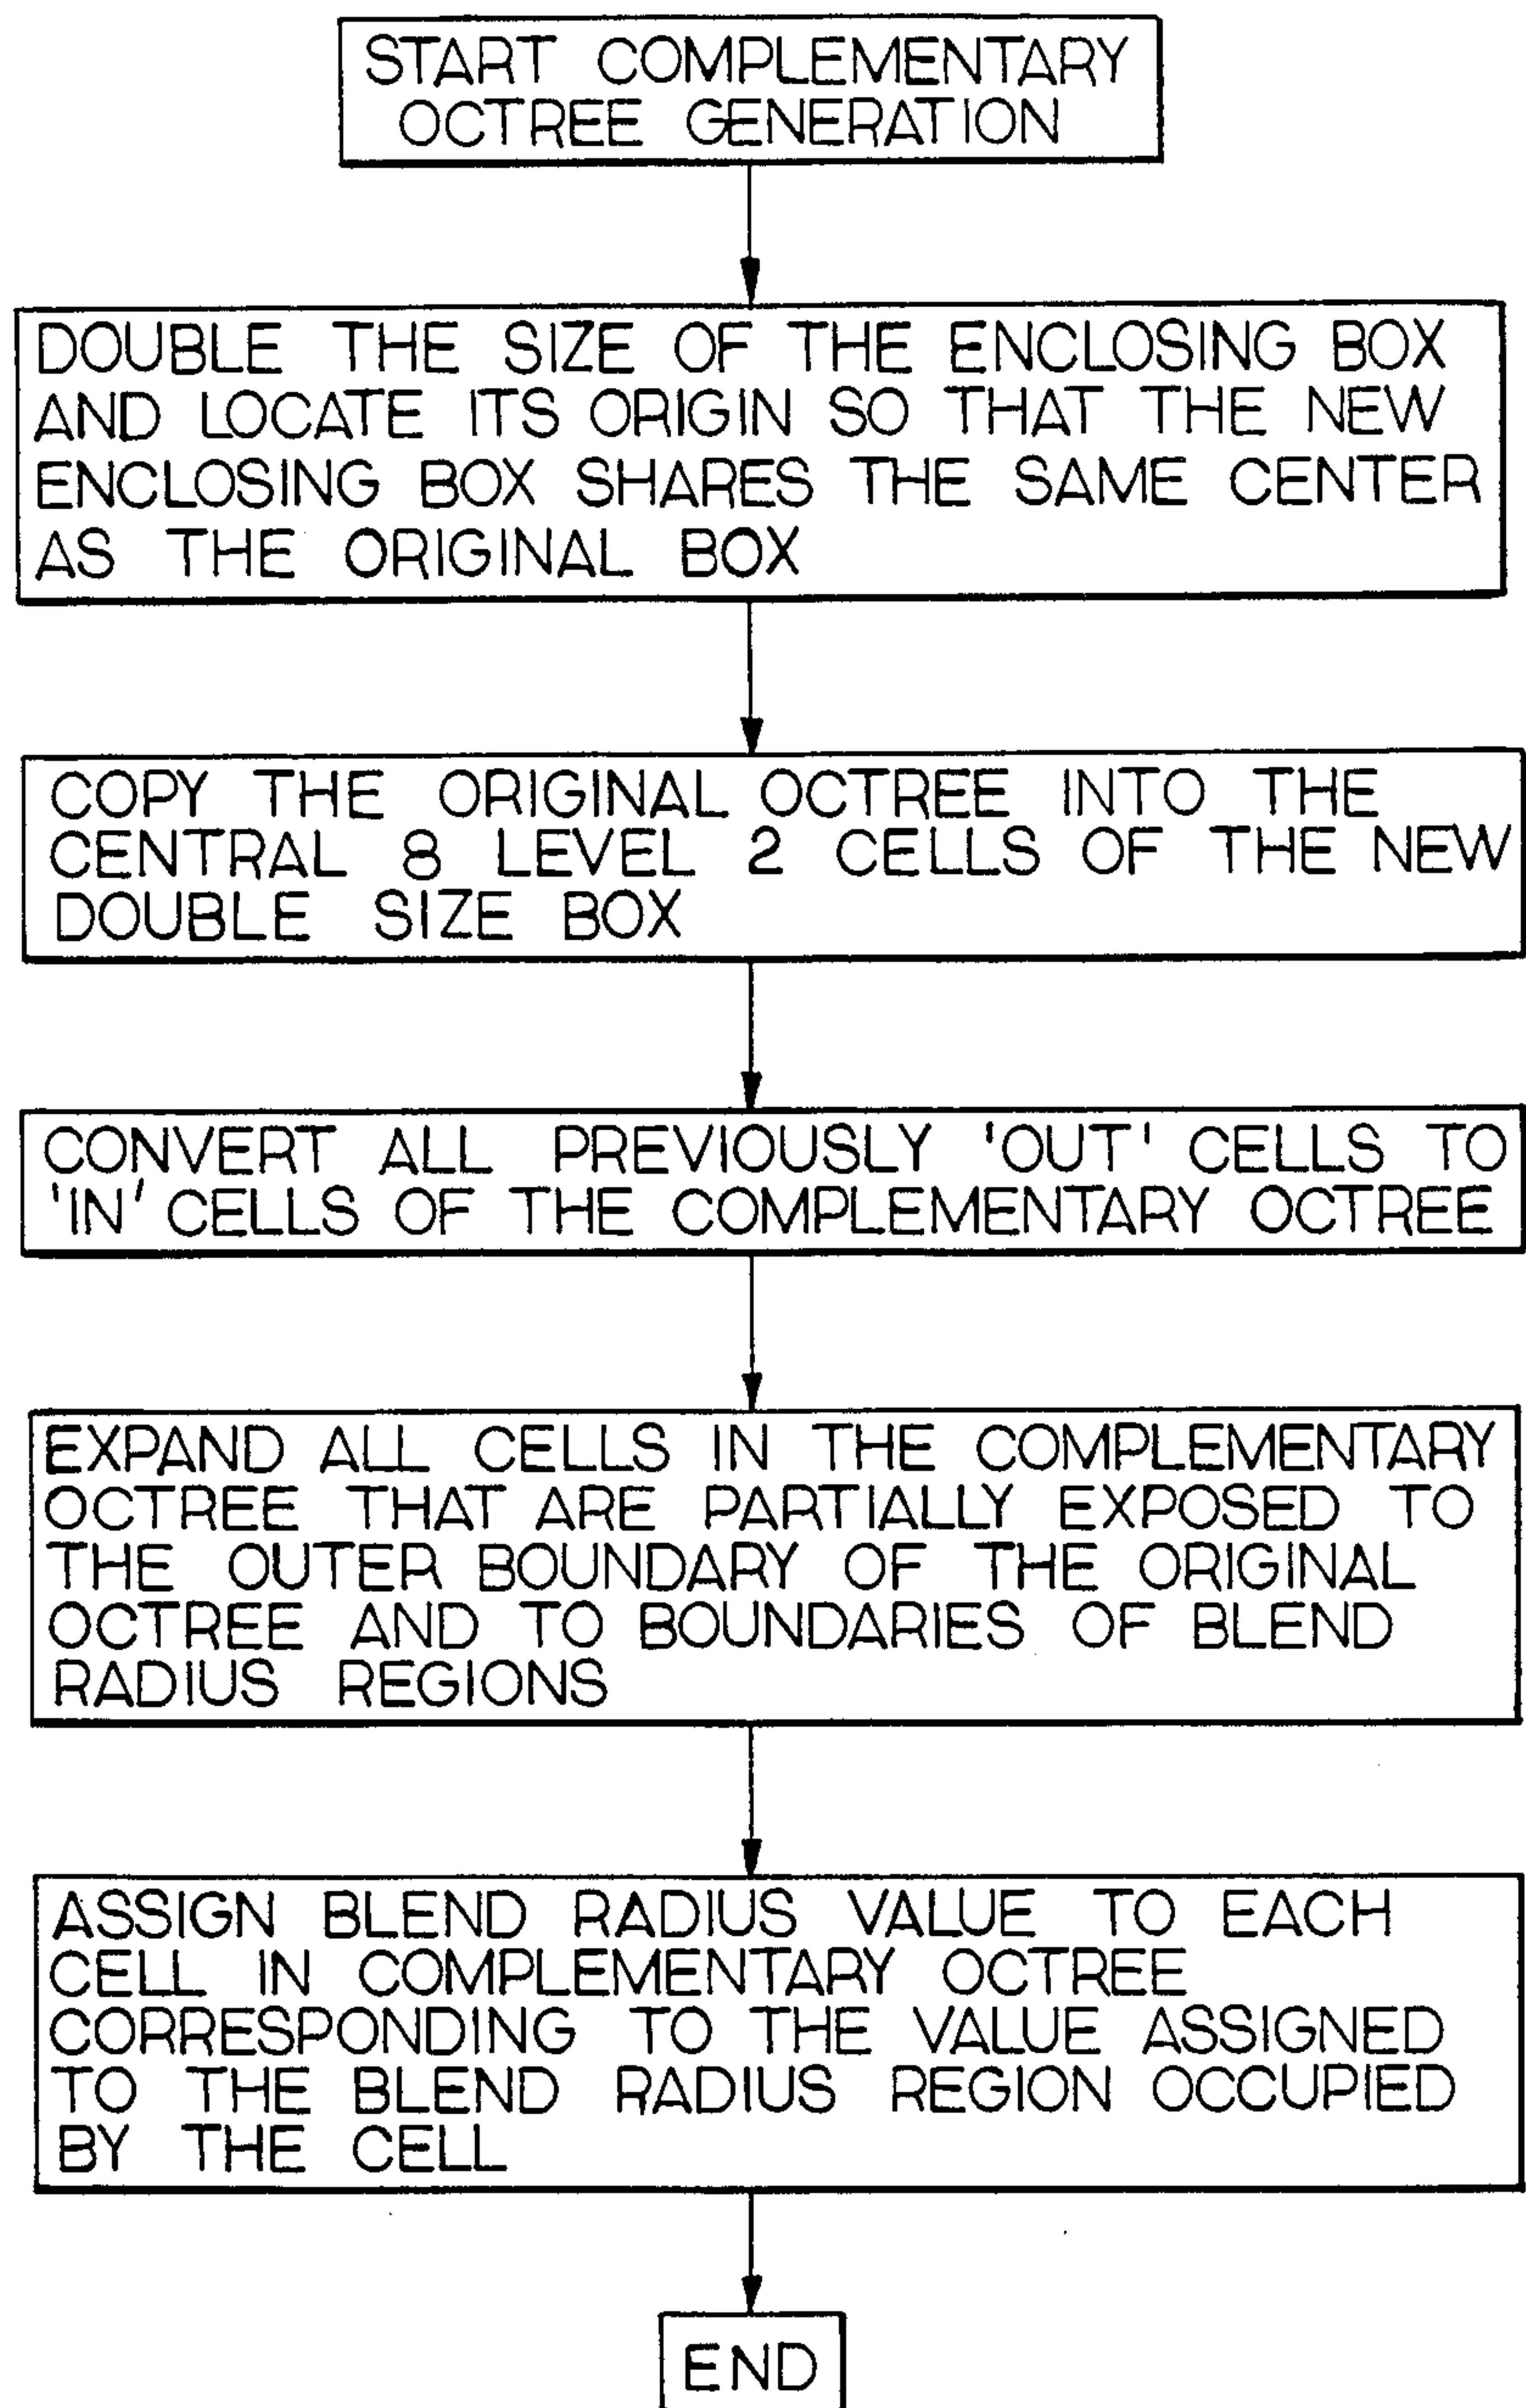 START COMPLEMENTARY
OCTREE GENERATION
DOUBLE THE SIZE OF THE ENCLOSING BOX
AND LOCATE ITS ORIGIN SO THAT THE NEW
ENCLOSING BOX SHARES THE SAME CENTER
AS THE ORIGINAL BOX
COPY THE ORIGINAL OCTREE INTO THE
CENTRAL 8 LEVEL 2 CELLS OF THE NEW
DOUBLE SIZE BOX
CONVERT ALL PREVIOUSLY 'OUT' CELLS TO
'IN' CELLS OF THE COMPLEMENTARY OCTREE
EXPAND ALL CELLS IN THE COMPLEMENTARY
OCTREE THAT ARE PARTIALLY EXPOSED TO
THE OUTER BOUNDARY OF THE ORIGINAL
OCTREE AND TO BOUNDARIES OF BLEND
RADIUS REGIONS
ASSIGN BLEND RADIUS VALUE TO EACH
CELL IN COMPLEMENTARY OCTREE
CORRESPONDING TO THE VALUE ASSIGNED
TO THE BLEND RADIUS REGION OCCUPIED
BY THE CELL
END